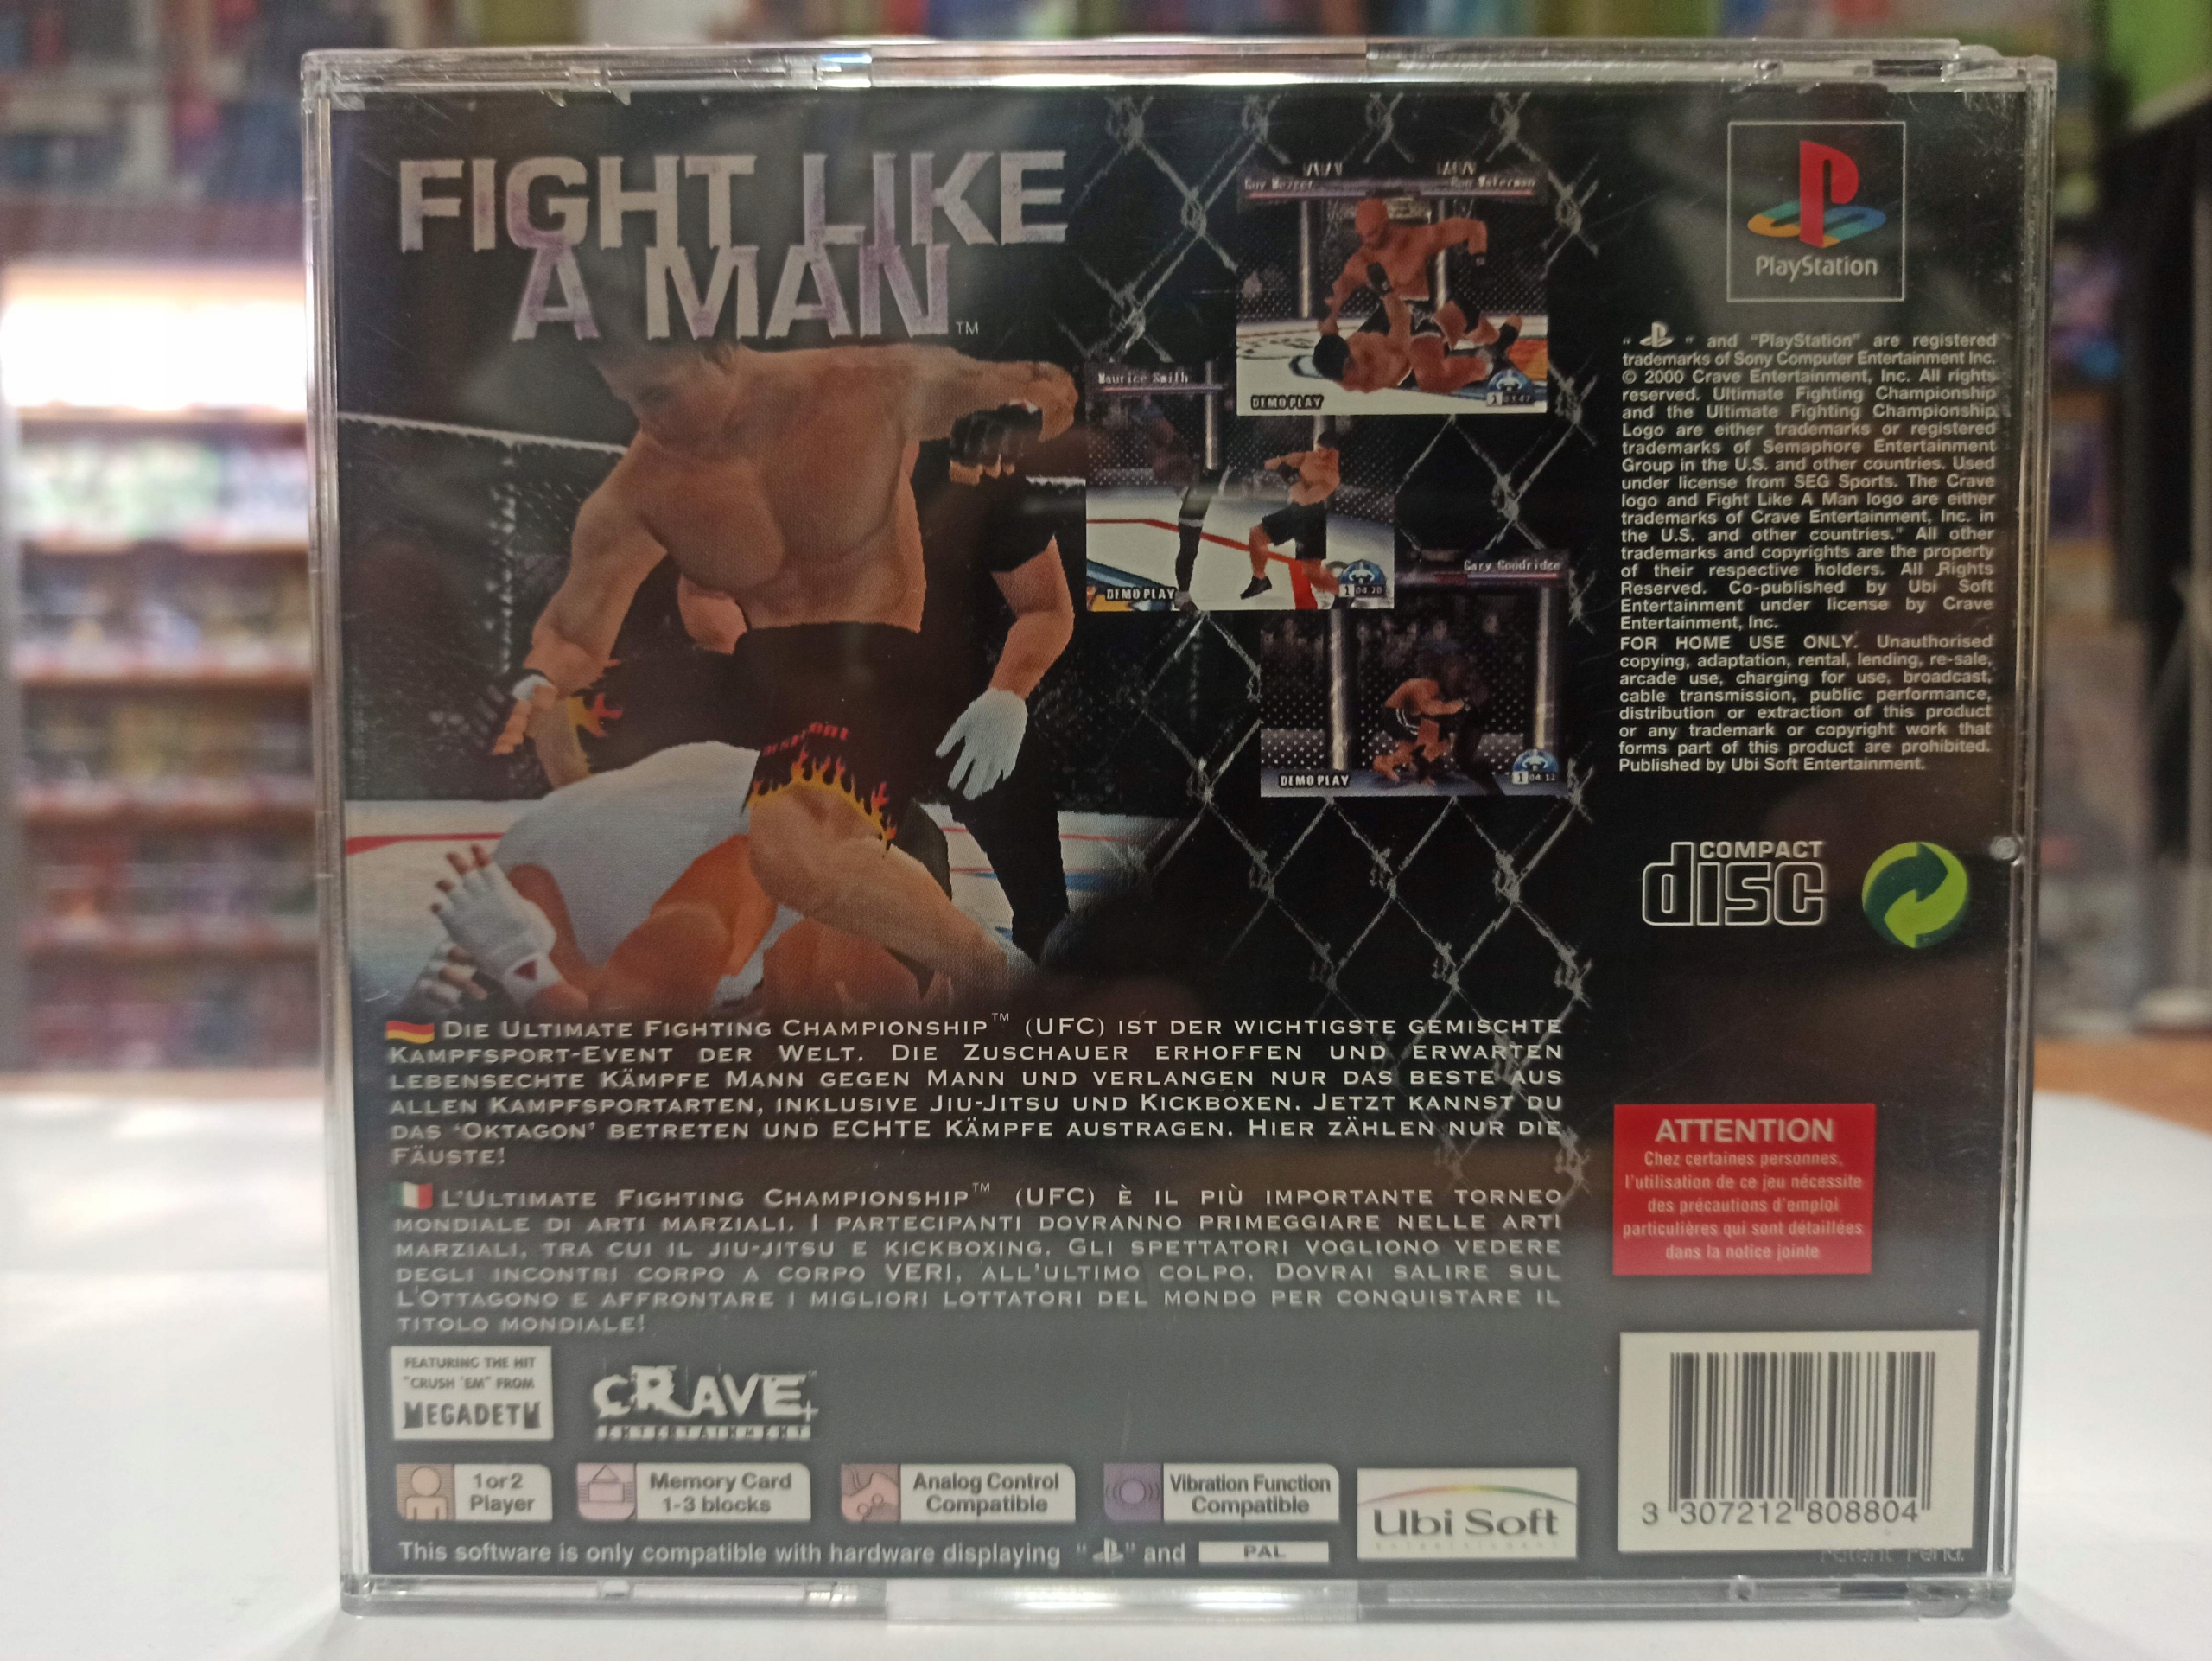 FIGHT LIKE
A MAN™
Guy Mezger
Ron Waterman
DEMO PLAY
Maurice Smith
DEMO PLAY
1 04:20
Gary Goodridge
DEMO PLAY
1 04:12
PlayStation
" " and "PlayStation" are registered
trademarks of Sony Computer Entertainment Inc.
© 2000 Crave Entertainment, Inc. All rights
reserved. Ultimate Fighting Championship
and the Ultimate Fighting Championship
Logo are either trademarks or registered
trademarks of Semaphore Entertainment
Group in the U.S. and other countries. Used
under license from SEG Sports. The Crave
logo and Fight Like A Man logo are either
trademarks of Crave Entertainment, Inc. in
the U.S. and other countries." All other
trademarks and copyrights are the property
of their respective holders. All Rights
Reserved. Co-published by Ubi Soft
Entertainment under license by Crave
Entertainment, Inc.
FOR HOME USE ONLY. Unauthorised
copying, adaptation, rental, lending, re-sale,
arcade use, charging for use, broadcast,
cable transmission, public performance,
distribution or extraction of this product
or any trademark or copyright work that
forms part of this product are prohibited.
Published by Ubi Soft Entertainment.
COMPACT
disc
DIE ULTIMATE FIGHTING CHAMPIONSHIP™ (UFC) IST DER WICHTIGSTE GEMISCHTE
KAMPFSPORT-EVENT DER WELT. DIE ZUSCHAUER ERHOFFEN UND ERWARTEN
LEBENSECHTE KÄMPFE MANN GEGEN MANN UND VERLANGEN NUR DAS BESTE AUS
ALLEN KAMPFSPORTARTEN, INKLUSIVE JIU-JITSU UND KICKBOXEN. JETZT KANNST DU
DAS 'OKTAGON' BETRETEN UND ECHTE KÄMPFE AUSTRAGEN. HIER ZÄHLEN NUR DIE
FÄUSTE!
L'ULTIMATE FIGHTING CHAMPIONSHIP™ (UFC) È IL PIÙ IMPORTANTE TORNEO
MONDIALE DI ARTI MARZIALI. I PARTECIPANTI DOVRANNO PRIMEGGIARE NELLE ARTI
MARZIALI, TRA CUI IL JIU-JITSU E KICKBOXING. GLI SPETTATORI VOGLIONO VEDERE
DEGLI INCONTRI CORPO A CORPO VERI, ALL'ULTIMO COLPO. DOVRAI SALIRE SUL
L'OTTAGONO E AFFRONTARE I MIGLIORI LOTTATORI DEL MONDO PER CONQUISTARE IL
TITOLO MONDIALE!
ATTENTION
Chez certaines personnes,
l'utilisation de ce jeu nécessite
des précautions d'emploi
particulières qui sont détaillées
dans la notice jointe
FEATURING THE HIT
"CRUSH 'EM" FROM
MEGADETH
CRAVE™
ENTERTAINMENT
1 or 2
Player
Memory Card
1-3 blocks
Analog Control
Compatible
Vibration Function
Compatible
Ubi Soft
ENTERTAINMENT
3 307212 808804
This software is only compatible with hardware displaying " " and PAL